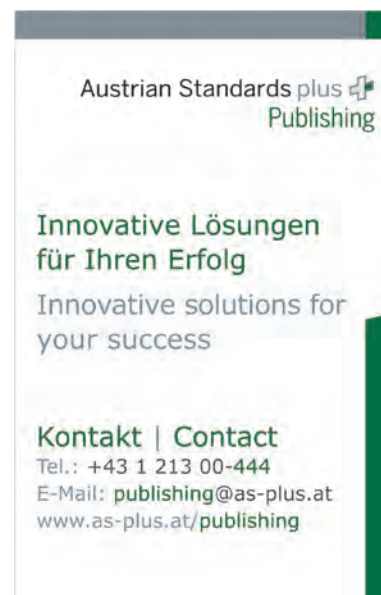 Austrian Standards plus
Publishing
Innovative Lösungen
für Ihren Erfolg
Innovative solutions for
your success
Kontakt | Contact
Tel.: +43 1 213 00-444
E-Mail: publishing@as-plus.at
www.as-plus.at/publishing